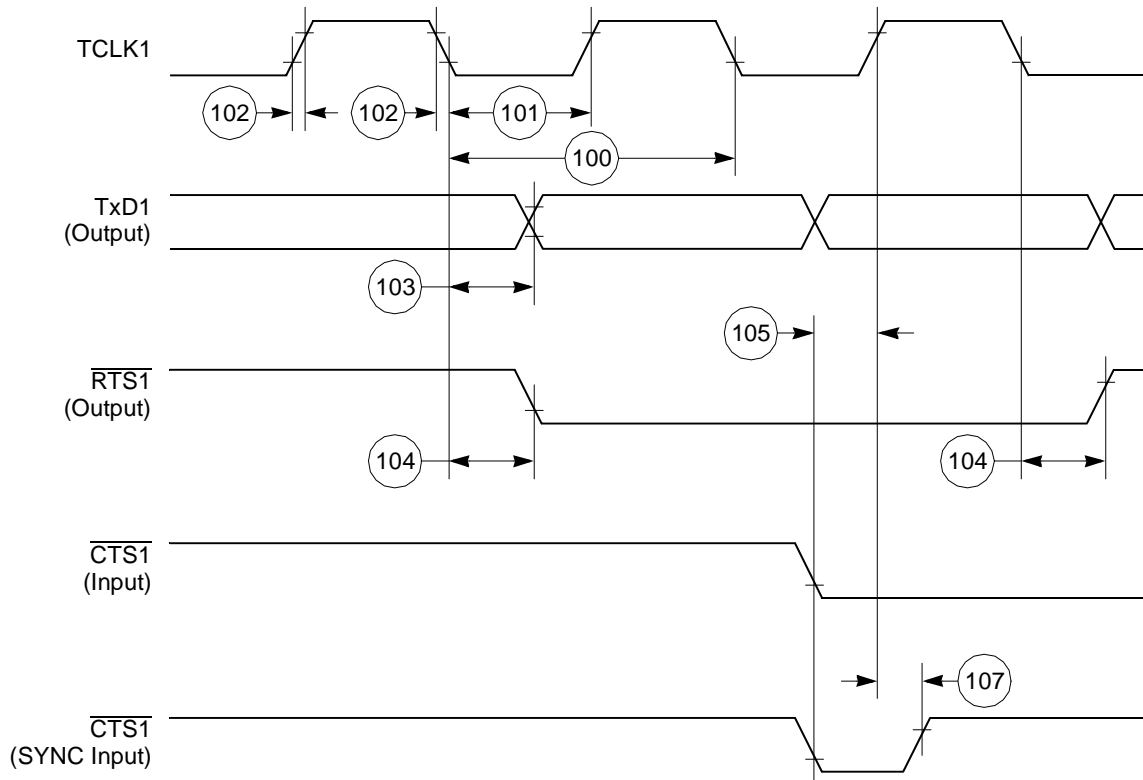 TCLK1
102
102
101
100
TxD1
(Output)
103
105
RTS1
(Output)
104
104
CTS1
(Input)
107
CTS1
(SYNC Input)